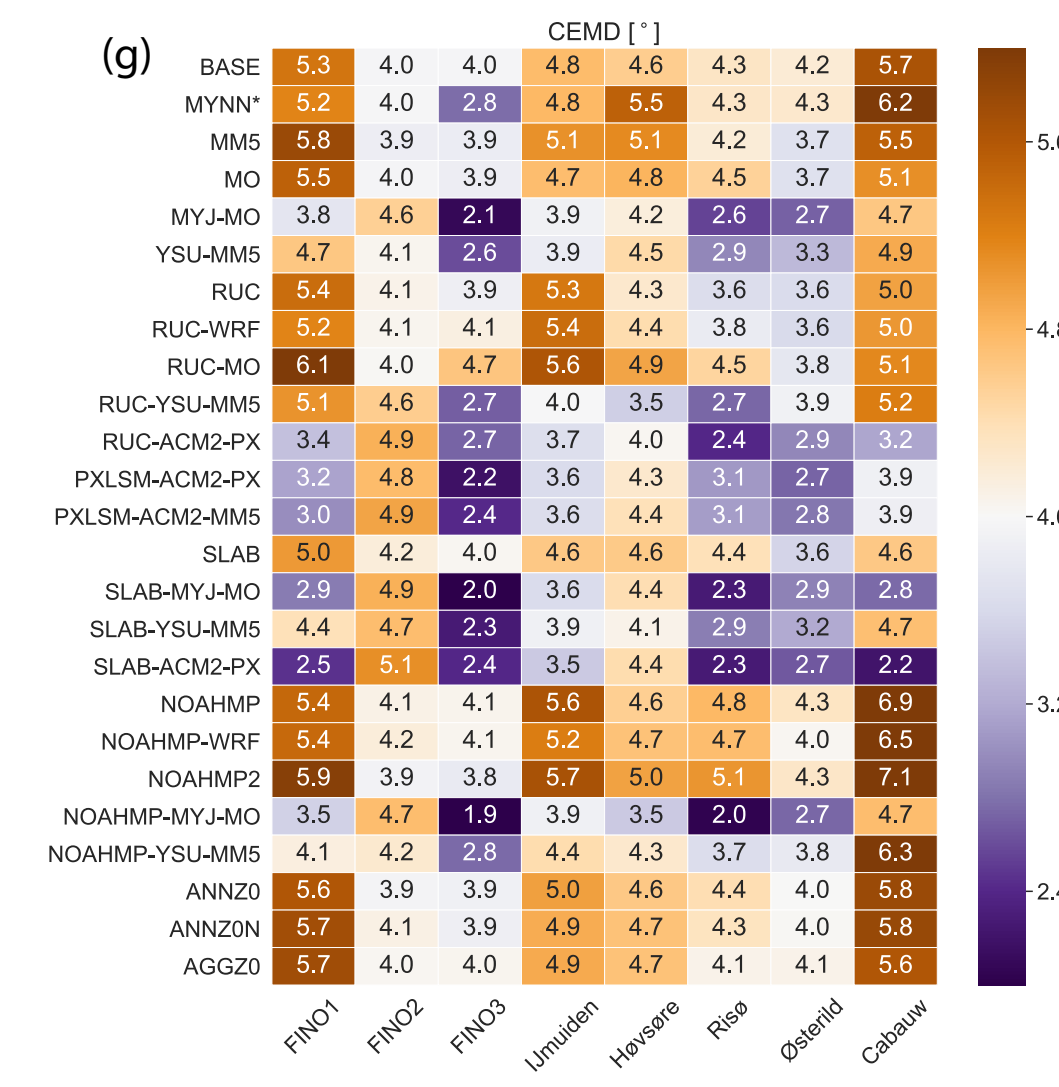 (g)
CEMD [°]
BASE 5.3 4.0 4.0 4.8 4.6 4.3 4.2 5.7
MYNN* 5.2 4.0 2.8 4.8 5.5 4.3 4.3 6.2
MM5 5.8 3.9 3.9 5.1 5.1 4.2 3.7 5.5
MO 5.5 4.0 3.9 4.7 4.8 4.5 3.7 5.1
MYJ-MO 3.8 4.6 2.1 3.9 4.2 2.6 2.7 4.7
YSU-MM5 4.7 4.1 2.6 3.9 4.5 2.9 3.3 4.9
RUC 5.4 4.1 3.9 5.3 4.3 3.6 3.6 5.0
RUC-WRF 5.2 4.1 4.1 5.4 4.4 3.8 3.6 5.0
RUC-MO 6.1 4.0 4.7 5.6 4.9 4.5 3.8 5.1
RUC-YSU-MM5 5.1 4.6 2.7 4.0 3.5 2.7 3.9 5.2
RUC-ACM2-PX 3.4 4.9 2.7 3.7 4.0 2.4 2.9 3.2
PXLSM-ACM2-PX 3.2 4.8 2.2 3.6 4.3 3.1 2.7 3.9
PXLSM-ACM2-MM5 3.0 4.9 2.4 3.6 4.4 3.1 2.8 3.9
SLAB 5.0 4.2 4.0 4.6 4.6 4.4 3.6 4.6
SLAB-MYJ-MO 2.9 4.9 2.0 3.6 4.4 2.3 2.9 2.8
SLAB-YSU-MM5 4.4 4.7 2.3 3.9 4.1 2.9 3.2 4.7
SLAB-ACM2-PX 2.5 5.1 2.4 3.5 4.4 2.3 2.7 2.2
NOAHMP 5.4 4.1 4.1 5.6 4.6 4.8 4.3 6.9
NOAHMP-WRF 5.4 4.2 4.1 5.2 4.7 4.7 4.0 6.5
NOAHMP2 5.9 3.9 3.8 5.7 5.0 5.1 4.3 7.1
NOAHMP-MYJ-MO 3.5 4.7 1.9 3.9 3.5 2.0 2.7 4.7
NOAHMP-YSU-MM5 4.1 4.2 2.8 4.4 4.3 3.7 3.8 6.3
ANNZ0 5.6 3.9 3.9 5.0 4.6 4.4 4.0 5.8
ANNZ0N 5.7 4.1 3.9 4.9 4.7 4.3 4.0 5.8
AGGZ0 5.7 4.0 4.0 4.9 4.7 4.1 4.1 5.6
FINO1 FINO2 FINO3 IJmuiden Høvsøre Risø Østerild Cabauw